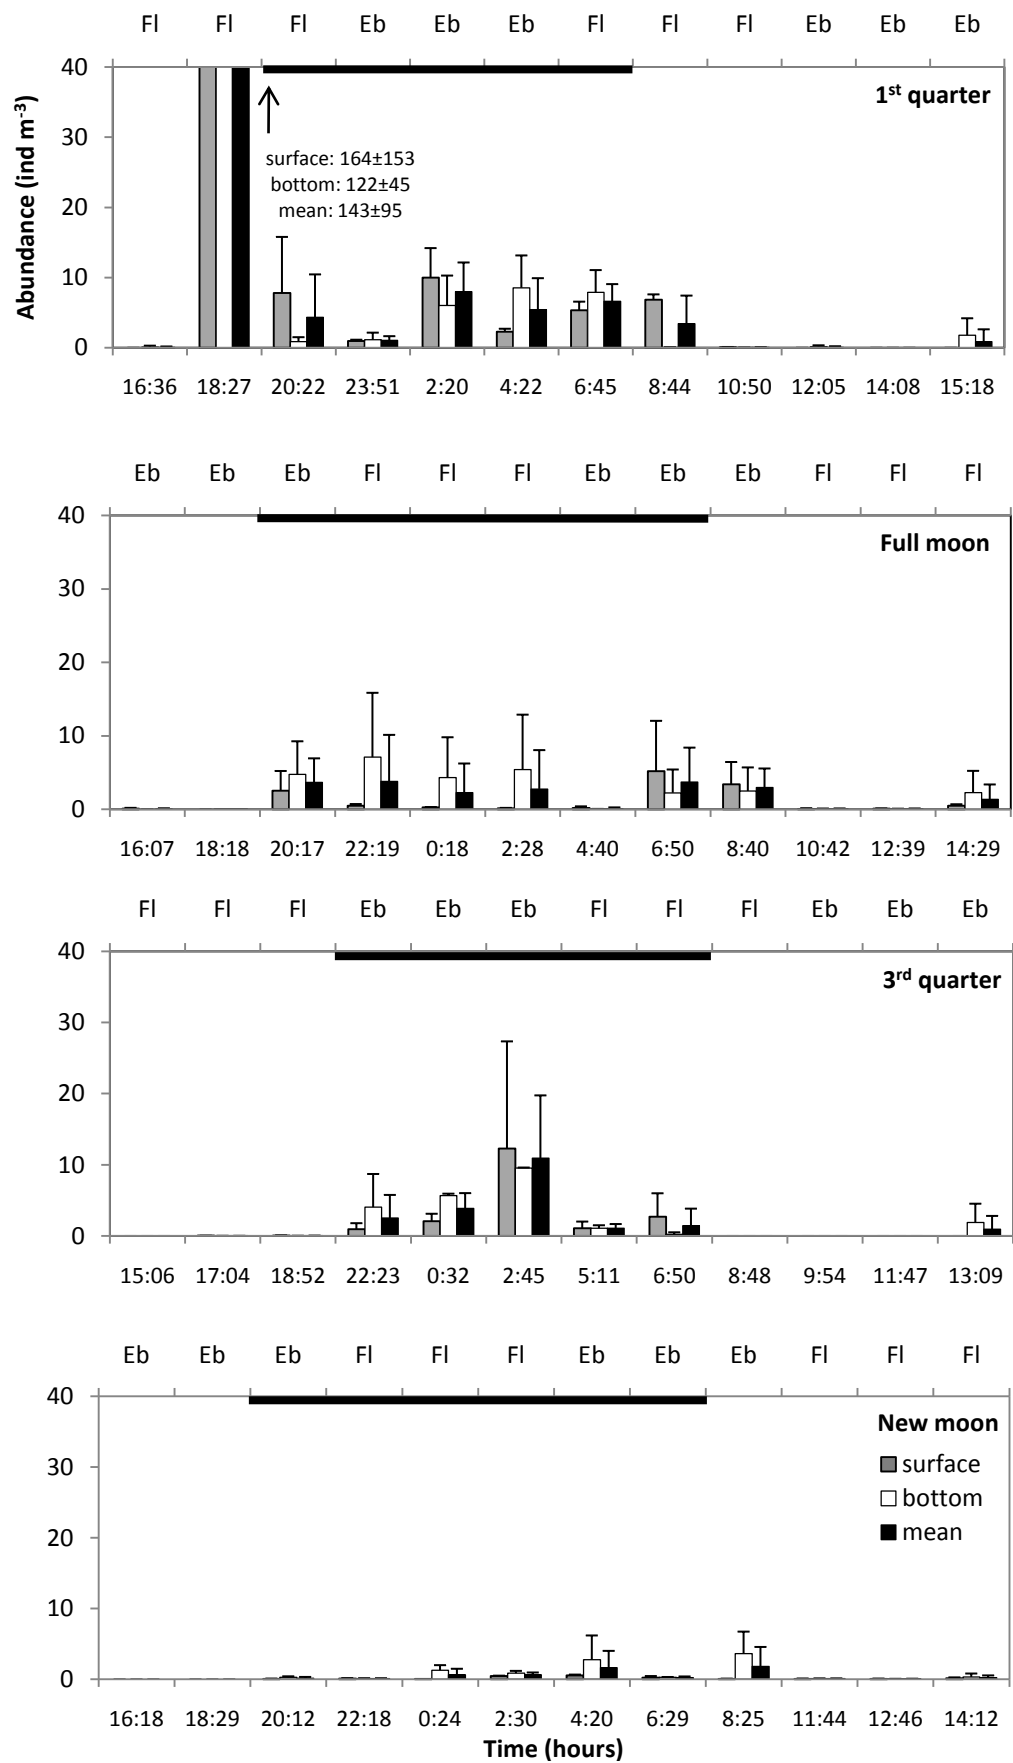 Fl Fl Fl Eb Eb Eb Fl Fl Fl Eb Eb Eb
Abundance (ind m-3)
40
30
20
10
0
1st quarter
surface: 164±153
bottom: 122±45
mean: 143±95
16:36 18:27 20:22 23:51 2:20 4:22 6:45 8:44 10:50 12:05 14:08 15:18
Eb Eb Eb Fl Fl Fl Eb Eb Eb Fl Fl Fl
40
30
20
10
0
Full moon
16:07 18:18 20:17 22:19 0:18 2:28 4:40 6:50 8:40 10:42 12:39 14:29
Fl Fl Fl Eb Eb Eb Fl Fl Fl Eb Eb Eb
40
30
20
10
0
3rd quarter
15:06 17:04 18:52 22:23 0:32 2:45 5:11 6:50 8:48 9:54 11:47 13:09
Eb Eb Eb Fl Fl Fl Eb Eb Eb Fl Fl Fl
40
30
20
10
0
New moon
surface
bottom
mean
16:18 18:29 20:12 22:18 0:24 2:30 4:20 6:29 8:25 11:44 12:46 14:12
Time (hours)